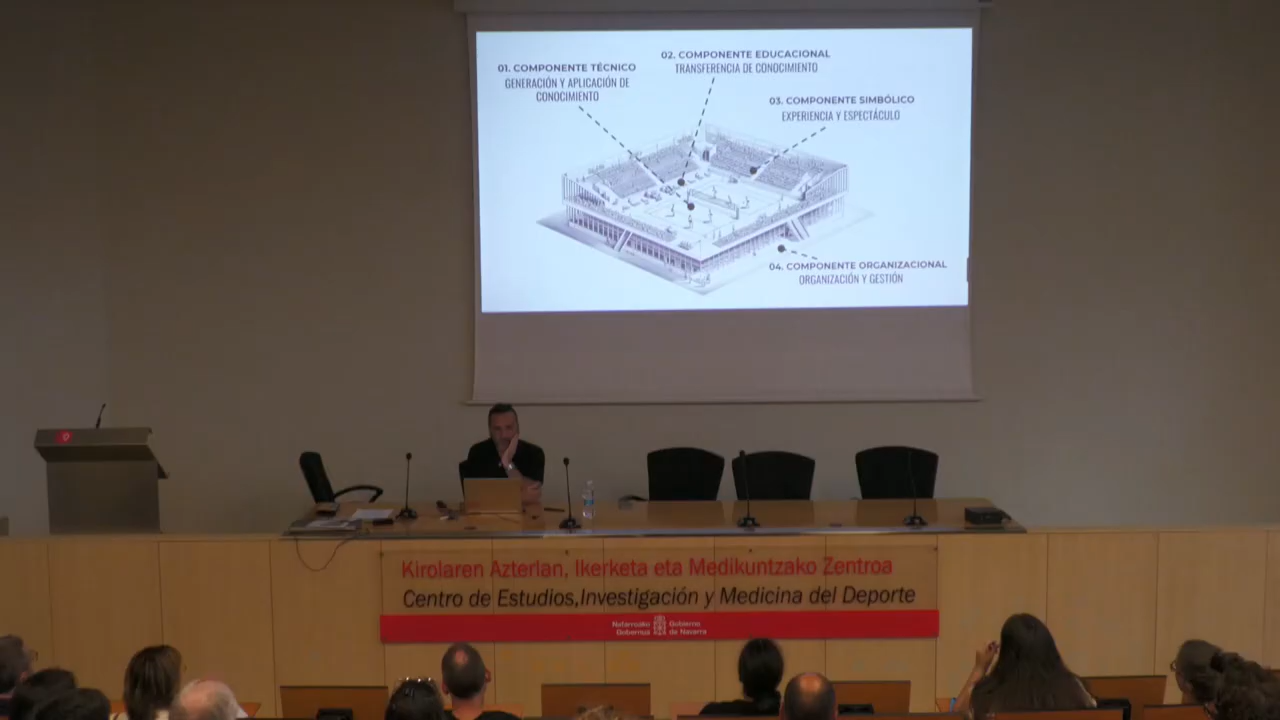 01. COMPONENTE TÉCNICO
GENERACIÓN Y APLICACIÓN DE
CONOCIMIENTO
02. COMPONENTE EDUCACIONAL
TRANSFERENCIA DE CONOCIMIENTO
03. COMPONENTE SIMBÓLICO
EXPERIENCIA Y ESPECTÁCULO
04. COMPONENTE ORGANIZACIONAL
ORGANIZACIÓN Y GESTIÓN
Kirolaren Azterlan, Ikerketa eta Medikuntzako Zentroa
Centro de Estudios,Investigación y Medicina del Deporte
Nafarroako Gobernua
Gobierno de Navarra